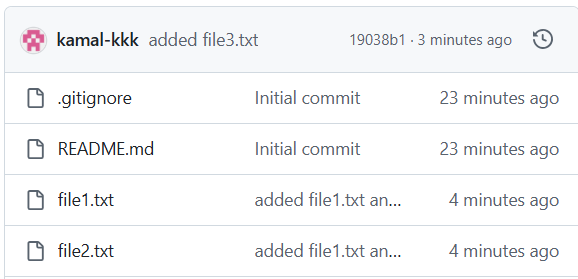 kamal-kkk added file3.txt 19038b1 · 3 minutes ago
.gitignore Initial commit 23 minutes ago
README.md Initial commit 23 minutes ago
file1.txt added file1.txt an... 4 minutes ago
file2.txt added file1.txt an... 4 minutes ago